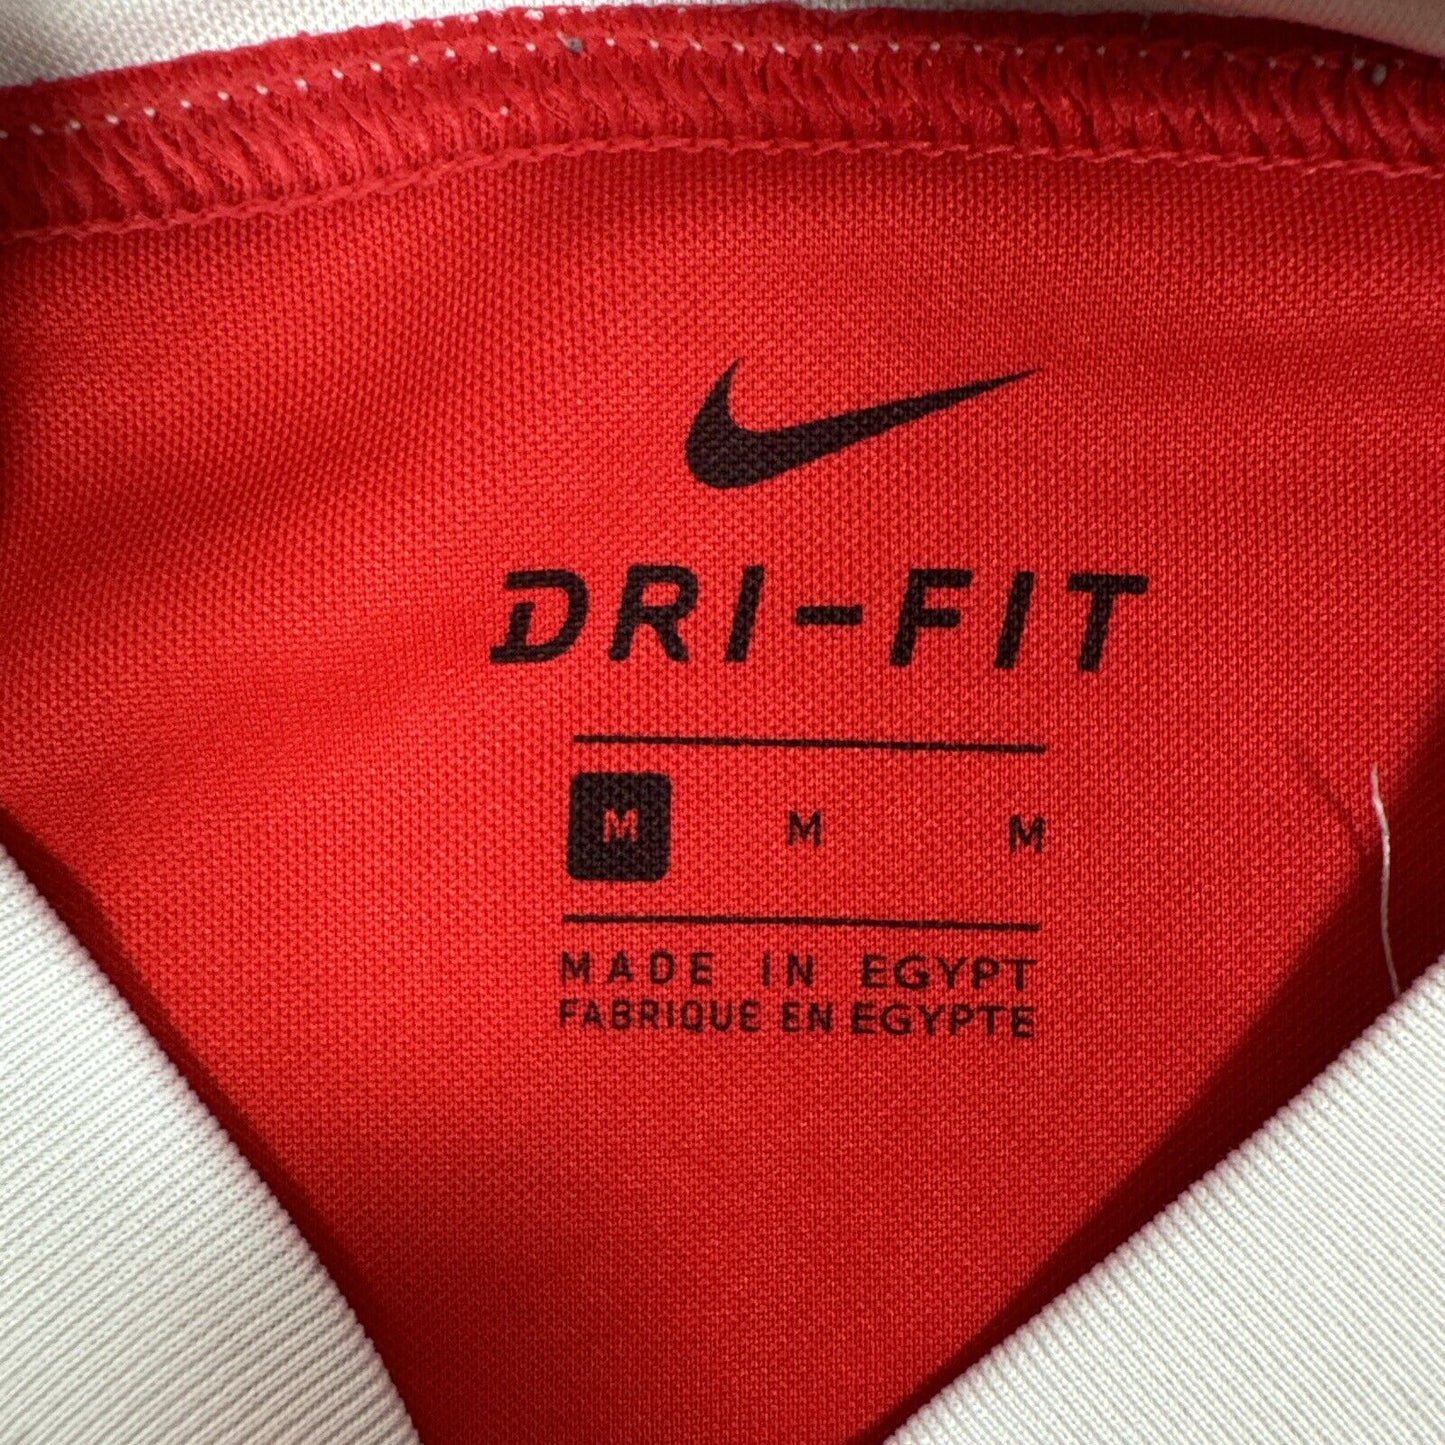 DRI-FIT
M M M
MADE IN EGYPT
FABRIQUE EN EGYPTE